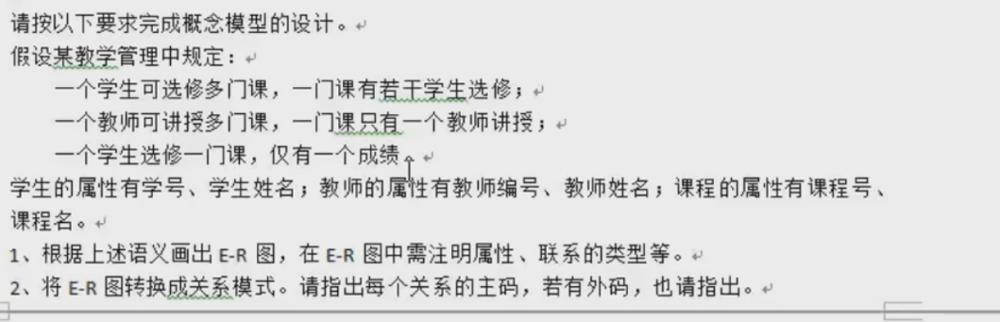 请按以下要求完成概念模型的设计。
假设某教学管理中规定：
一个学生可选修多门课，一门课有若干学生选修；
一个教师可讲授多门课，一门课只有一个教师讲授；
一个学生选修一门课，仅有一个成绩。
学生的属性有学号、学生姓名；教师的属性有教师编号、教师姓名；课程的属性有课程号、
课程名。
1、根据上述语义画出 E-R 图，在 E-R 图中需注明属性、联系的类型等。
2、将 E-R 图转换成关系模式。请指出每个关系的主码，若有外码，也请指出。